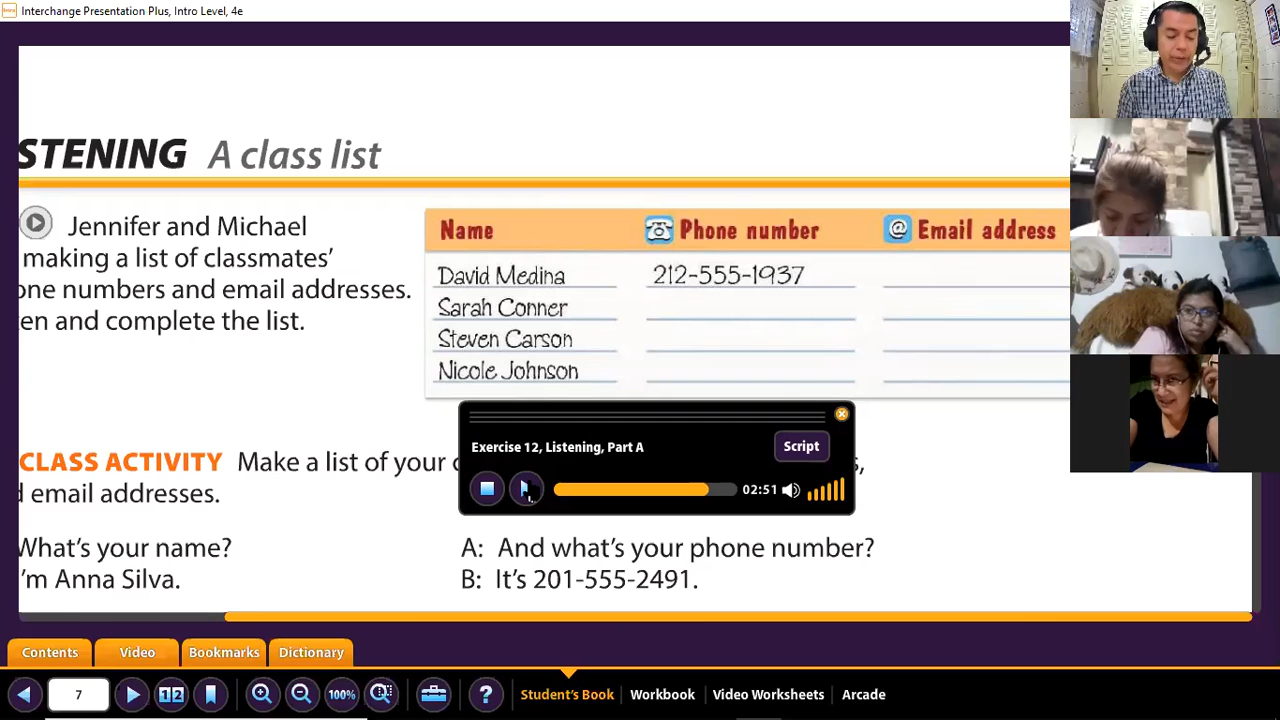 Interchange Presentation Plus, Intro Level, 4e
STENING A class list
Jennifer and Michael
making a list of classmates'
one numbers and email addresses.
en and complete the list.
Name Phone number @ Email address
David Medina 212-555-1937
Sarah Conner
Steven Carson
Nicole Johnson
Exercise 12, Listening, Part A Script
02:51
CLASS ACTIVITY Make a list of your
d email addresses.
What's your name?
'm Anna Silva.
A: And what's your phone number?
B: It's 201-555-2491.
Contents Video Bookmarks Dictionary
7 1 2 100% ? Student's Book Workbook Video Worksheets Arcade